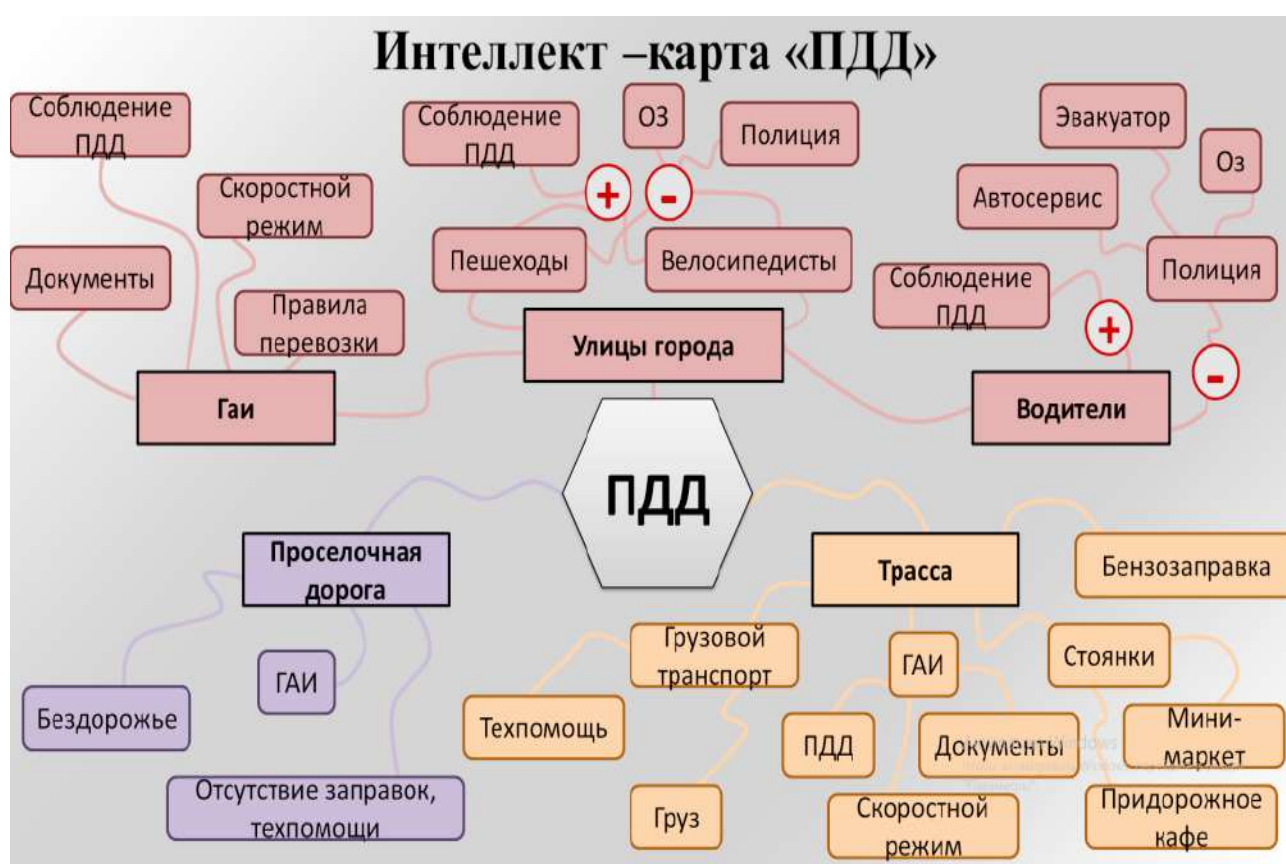 Интеллект –карта «ПДД»
Соблюдение
ПДД
Скоростной
режим
Документы
Правила
перевозки
Гаи
Соблюдение
ПДД
ОЗ
Полиция
+
-
Пешеходы
Велосипедисты
Улицы города
Эвакуатор
Оз
Автосервис
Полиция
Соблюдение
ПДД
+
-
Водители
ПДД
Проселочная
дорога
ГАИ
Бездорожье
Отсутствие заправок,
техпомощи
Трасса
Бензозаправка
Грузовой
транспорт
ГАИ
Стоянки
Техпомощь
ПДД
Документы
Мини-
маркет
Груз
Скоростной
режим
Придорожное
кафе